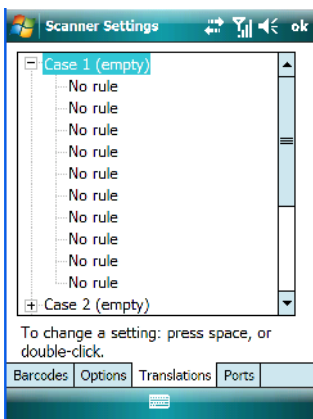 Scanner Settings ok
Case 1 (empty)
No rule
No rule
No rule
No rule
No rule
No rule
No rule
No rule
No rule
No rule
Case 2 (empty)
To change a setting: press space, or
double-click.
Barcodes Options Translations Ports